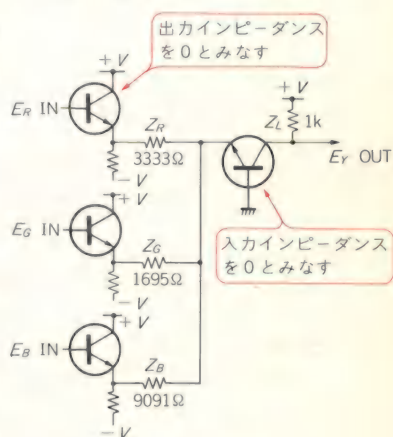 出力インピーダンス
を0とみなす
+V
E_R IN
Z_R
3333Ω
-V
+V
Z_L
1k
E_Y OUT
入力インピーダンス
を0とみなす
+V
E_G IN
Z_G
1695Ω
-V
+V
E_B IN
Z_B
9091Ω
-V